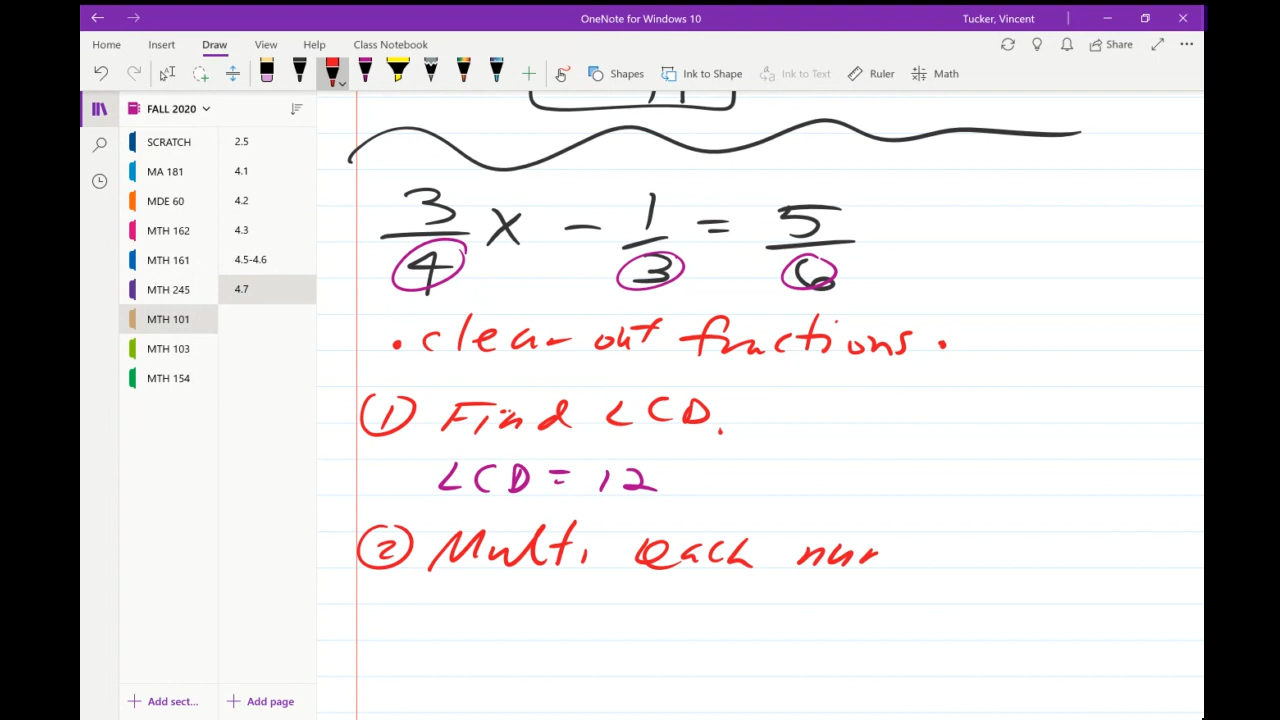 OneNote for Windows 10
Tucker, Vincent
Home Insert Draw View Help Class Notebook
Share
Shapes Ink to Shape Ink to Text Ruler Math
FALL 2020
SCRATCH
MA 181
MDE 60
MTH 162
MTH 161
MTH 245
MTH 101
MTH 103
MTH 154
2.5
4.1
4.2
4.3
4.5-4.6
4.7
Add sect...
Add page
3/4 x - 1/3 = 5/6
. clear out fractions .
① Find LCD.
LCD = 12
② Mult. each nur